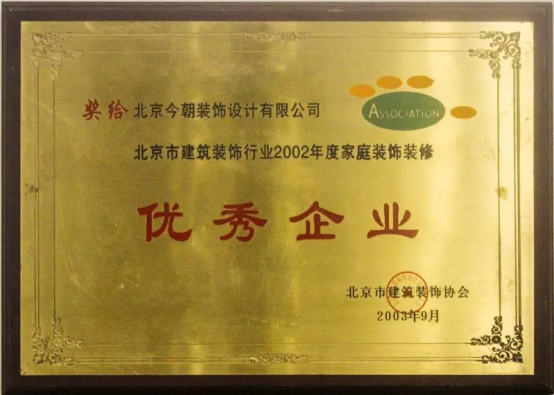 奖给 北京今朝装饰设计有限公司
ASSOCIATION
北京市建筑装饰行业2002年度家庭装饰装修
优秀企业
北京市建筑装饰协会
2003年9月